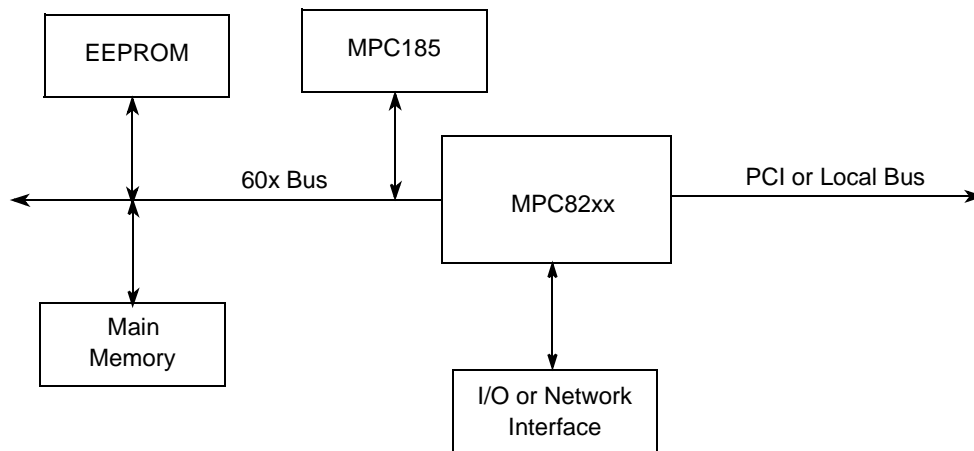 EEPROM
MPC185
60x Bus
MPC82xx
PCI or Local Bus
Main
Memory
I/O or Network
Interface